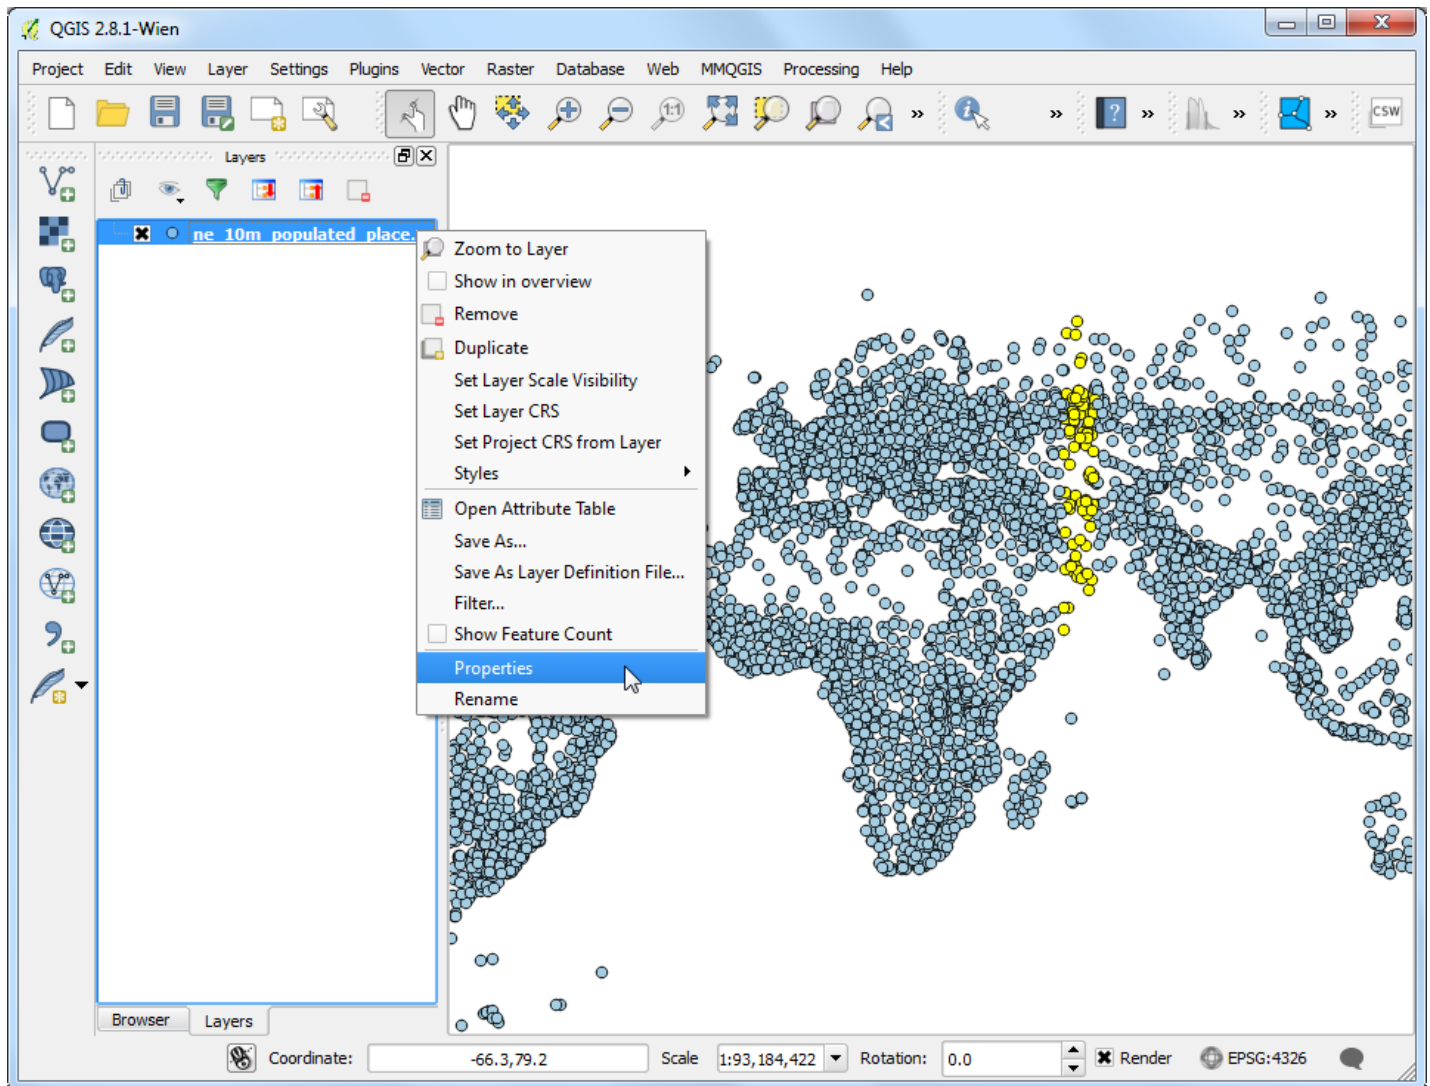 QGIS 2.8.1-Wien
Project Edit View Layer Settings Plugins Vector Raster Database Web MMQGIS Processing Help
1:1 » » ? » » » CSW
Layers
ne_10m_populated_place.
Zoom to Layer
Show in overview
Remove
Duplicate
Set Layer Scale Visibility
Set Layer CRS
Set Project CRS from Layer
Styles
Open Attribute Table
Save As...
Save As Layer Definition File...
Filter...
Show Feature Count
Properties
Rename
Browser Layers
Coordinate: -66.3,79.2 Scale 1:93,184,422 Rotation: 0.0 Render EPSG:4326